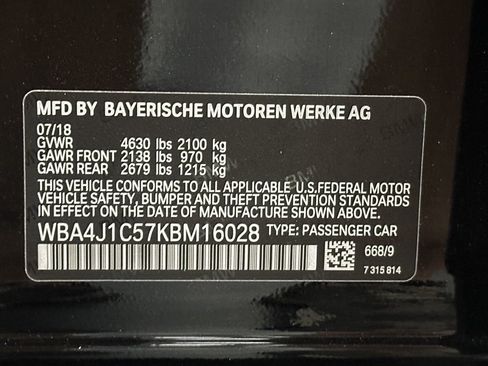 MFD BY BAYERISCHE MOTOREN WERKE AG
07/18
GVWR 4630 lbs 2100 kg
GAWR FRONT 2138 lbs 970 kg
GAWR REAR 2679 lbs 1215 kg
THIS VEHICLE CONFORMS TO ALL APPLICABLE U.S.FEDERAL MOTOR
VEHICLE SAFETY, BUMPER AND THEFT PREVENTION STANDARDS
IN EFFECT ON THE DATE OF MANUFACTURE SHOWN ABOVE.
WBA4J1C57KBM16028 TYPE: PASSENGER CAR
668/9
7 315 814